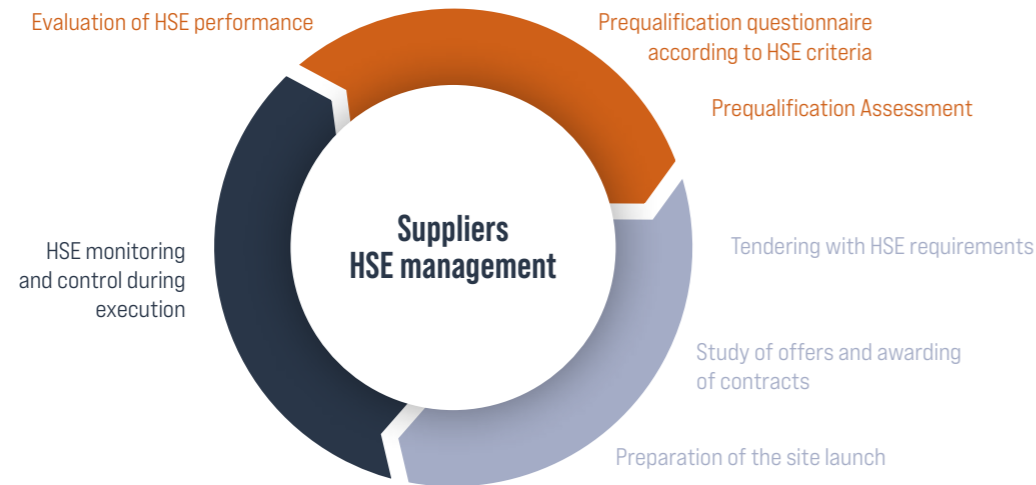 Evaluation of HSE performance
Prequalification questionnaire
according to HSE criteria
Prequalification Assessment
Suppliers
HSE management
HSE monitoring
and control during
execution
Tendering with HSE requirements
Study of offers and awarding
of contracts
Preparation of the site launch